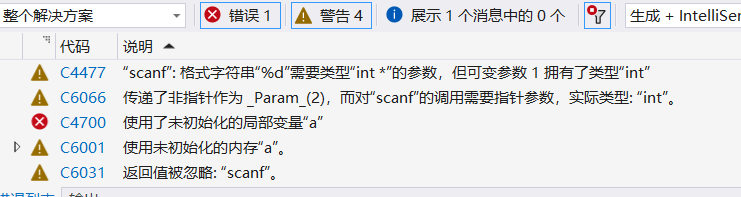 整个解决方案 错误 1 警告 4 展示 1 个消息中的 0 个 生成 + IntelliSen
代码 说明
C4477 “scanf”: 格式字符串“%d”需要类型“int *”的参数，但可变参数 1 拥有了类型“int”
C6066 传递了非指针作为 _Param_(2)，而对“scanf”的调用需要指针参数，实际类型: “int”。
C4700 使用了未初始化的局部变量“a”
C6001 使用未初始化的内存“a”。
C6031 返回值被忽略: “scanf”。